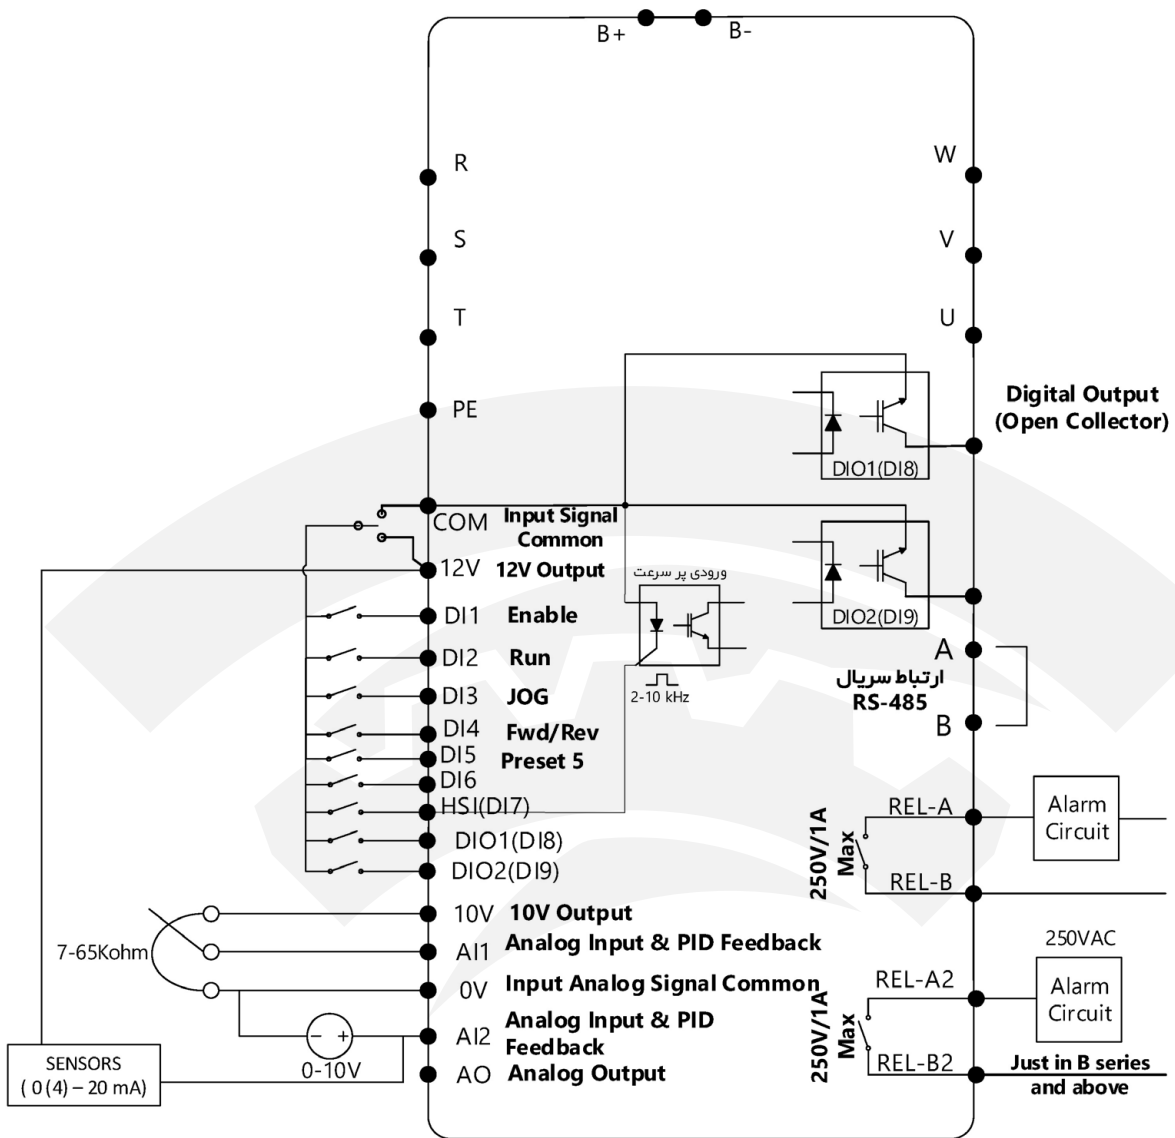 B+
B-
R
S
T
PE
W
V
U
Digital Output
(Open Collector)
DIO1(DI8)
COM
Input Signal
Common
12V
12V Output
ورودی پر سرعت
DIO2(DI9)
2-10 kHz
DI1
Enable
DI2
Run
DI3
JOG
DI4
Fwd/Rev
DI5
Preset 5
DI6
HSI(DI7)
DIO1(DI8)
DIO2(DI9)
A
ارتباط سریال
RS-485
B
REL-A
Alarm
Circuit
250V/1A
Max
REL-B
10V
10V Output
7-65Kohm
AI1
Analog Input & PID Feedback
0V
Input Analog Signal Common
- +
0-10V
AI2
Analog Input & PID
Feedback
AO
Analog Output
SENSORS
( 0(4) – 20 mA)
250VAC
REL-A2
Alarm
Circuit
250V/1A
Max
REL-B2
Just in B series
and above